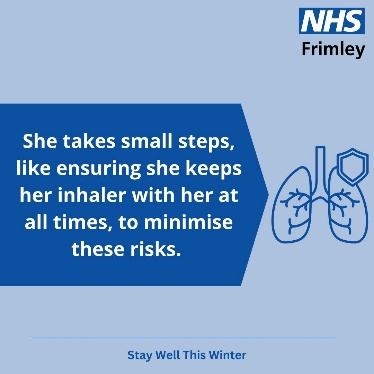 NHS
Frimley
She takes small steps,
like ensuring she keeps
her inhaler with her at
all times, to minimise
these risks.
Stay Well This Winter